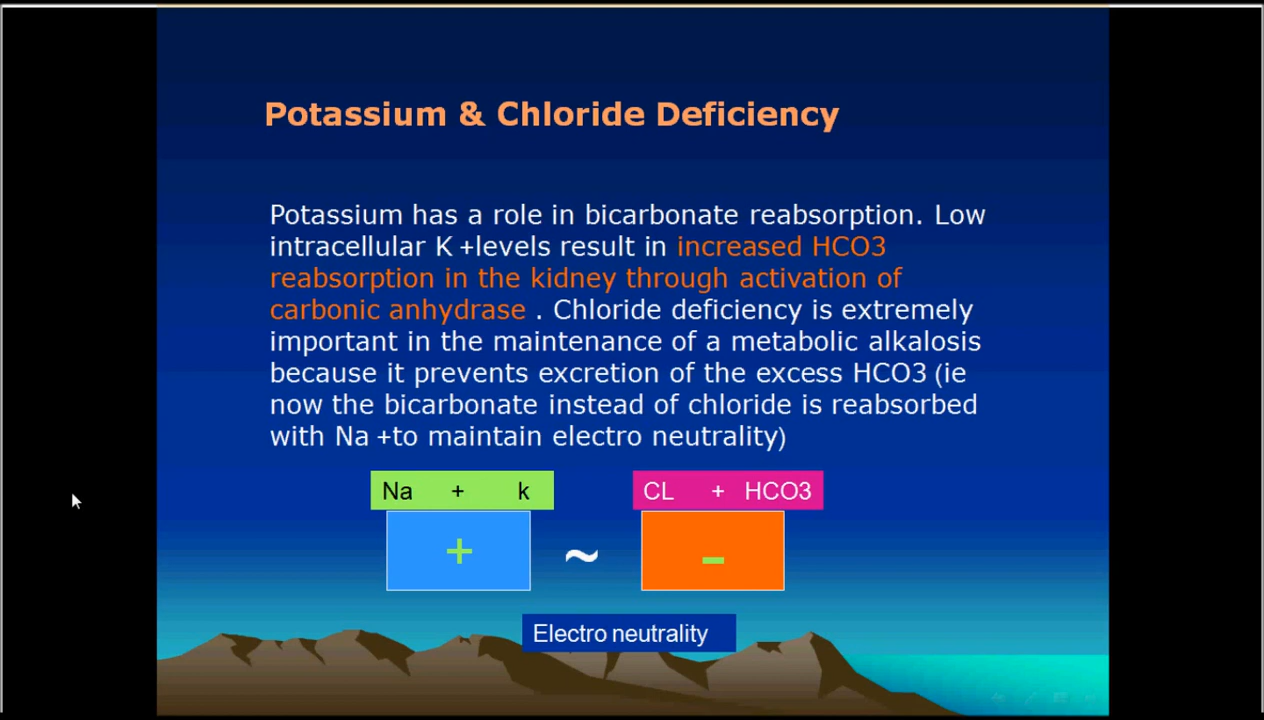 Potassium & Chloride Deficiency
Potassium has a role in bicarbonate reabsorption. Low
intracellular K +levels result in increased HCO3
reabsorption in the kidney through activation of
carbonic anhydrase . Chloride deficiency is extremely
important in the maintenance of a metabolic alkalosis
because it prevents excretion of the excess HCO3 (ie
now the bicarbonate instead of chloride is reabsorbed
with Na +to maintain electro neutrality)
Na + k CL + HCO3
+ ~ -
Electro neutrality